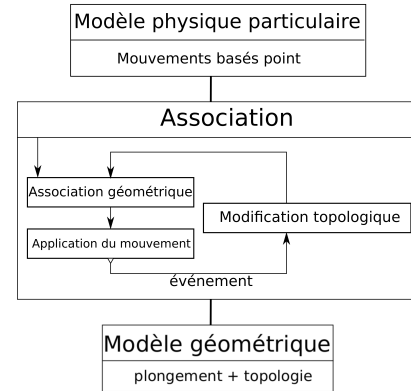 Modèle physique particulaire
Mouvements basés point
Association
Association géométrique
Modification topologique
Application du mouvement
événement
Modèle géométrique
plongement + topologie